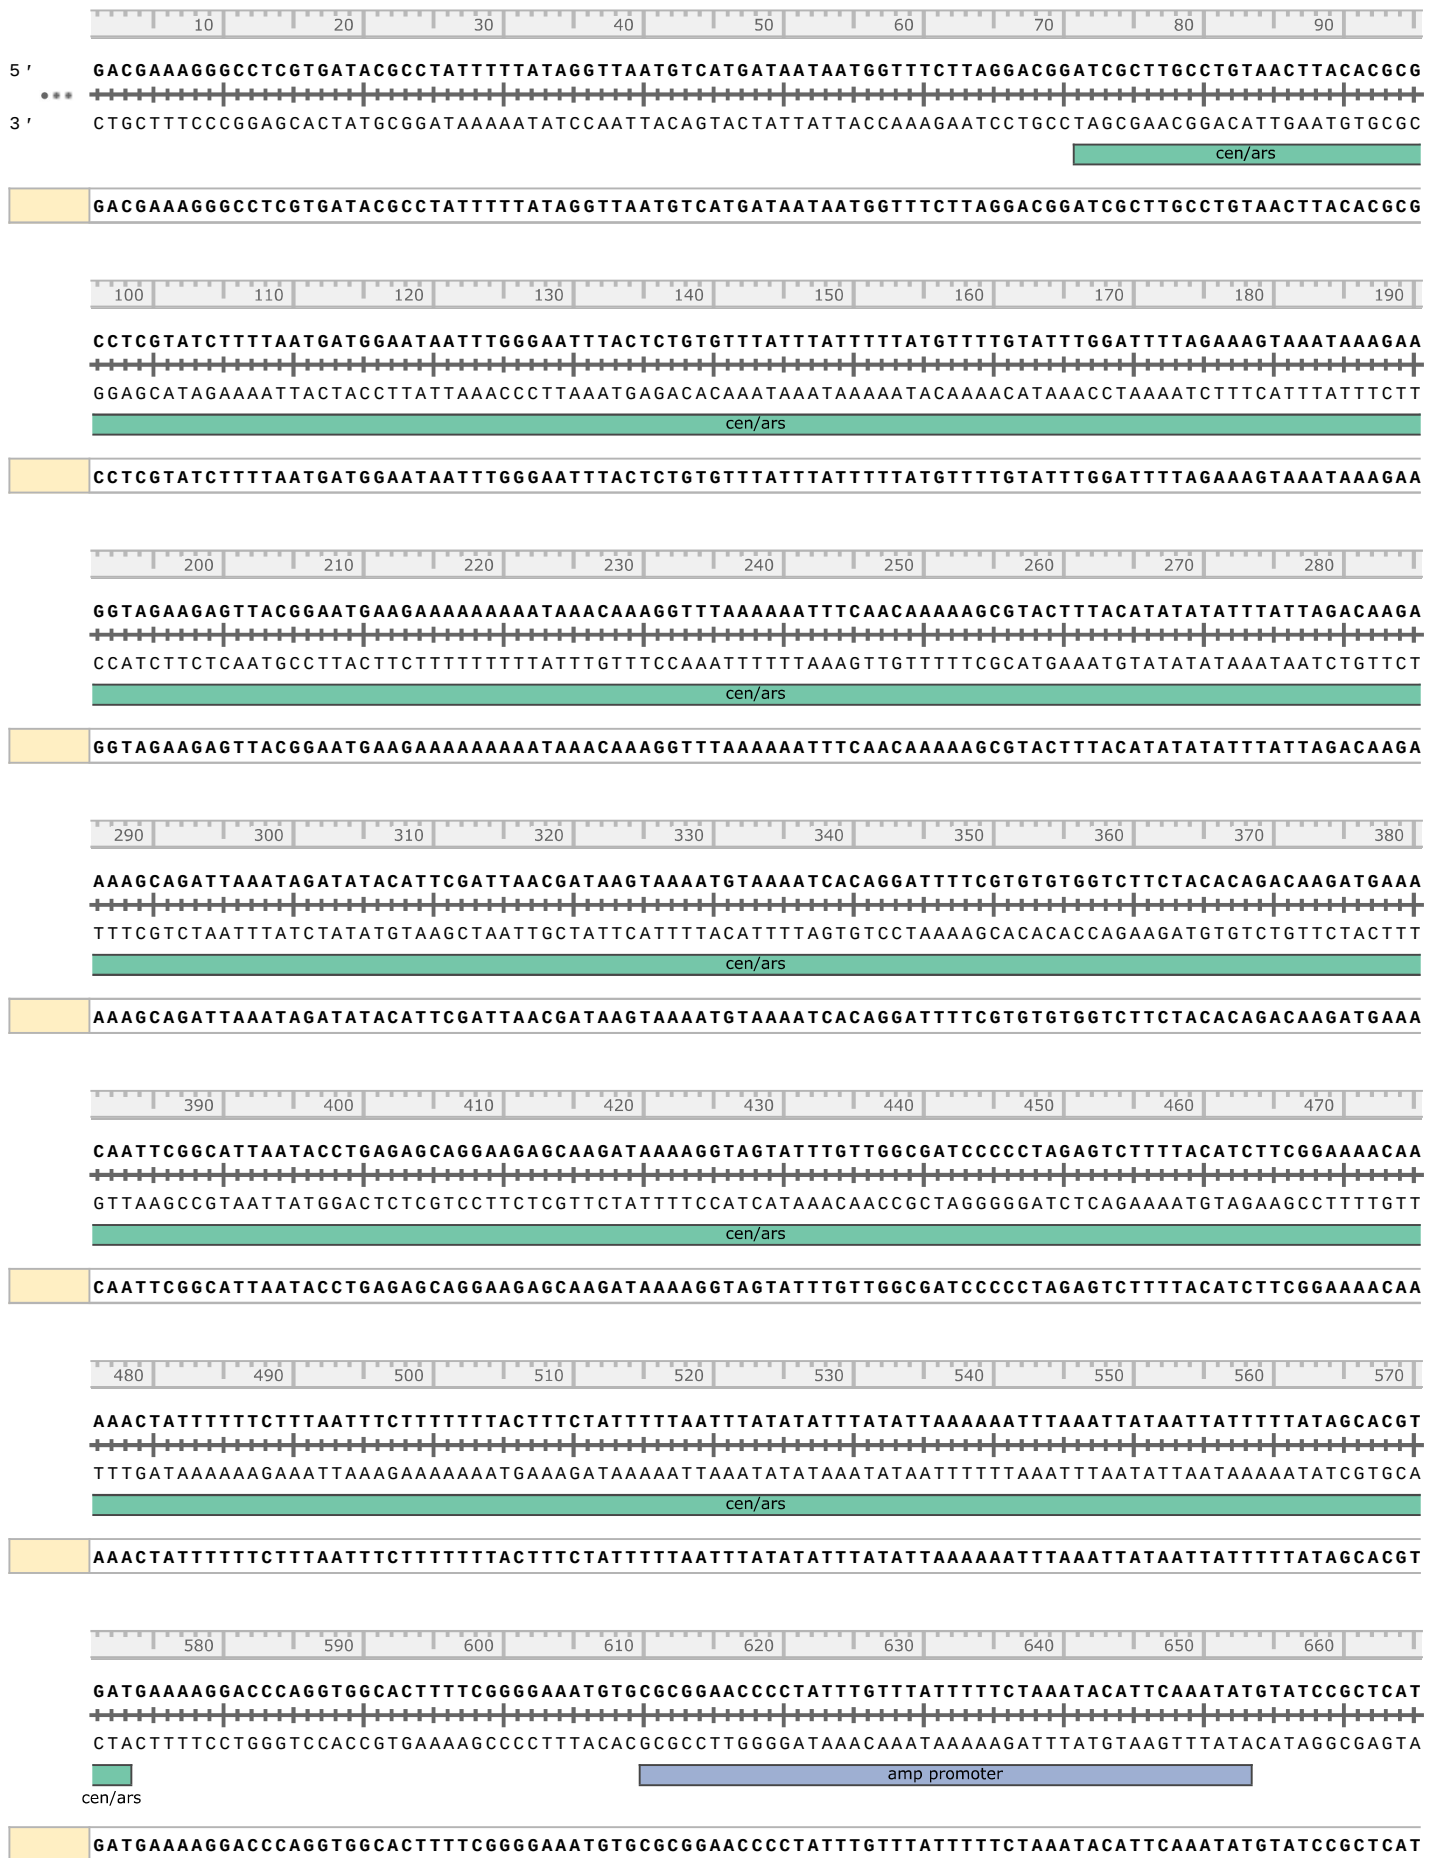 10 20 30 40 50 60 70 80 90
5′ GACGAAAGGGCCTCGTGATACGCCTATTTTTATAGGTTAATGTCATGATAATAATGGTTTCTTAGGACGGATCGCTTGCCTGTAACTTACACGCG
3′ CTGCTTTCCCGGAGCACTATGCGGATAAAAATATCCAATTACAGTACTATTATTACCAAAGAATCCTGCCTAGCGAACGGACATTGAATGTGCGC
cen/ars
GACGAAAGGGCCTCGTGATACGCCTATTTTTATAGGTTAATGTCATGATAATAATGGTTTCTTAGGACGGATCGCTTGCCTGTAACTTACACGCG
100 110 120 130 140 150 160 170 180 190
CCTCGTATCTTTTAATGATGGAATAATTTGGGAATTTACTCTGTGTTTATTTATTTTTATGTTTTGTATTTGGATTTTAGAAAGTAAATAAAGAA
GGAGCATAGAAAATTACTACCTTATTAAACCCTTAAATGAGACACAAATAAATAAAAATACAAAACATAAACCTAAAATCTTTCATTTATTTCTT
cen/ars
CCTCGTATCTTTTAATGATGGAATAATTTGGGAATTTACTCTGTGTTTATTTATTTTTATGTTTTGTATTTGGATTTTAGAAAGTAAATAAAGAA
200 210 220 230 240 250 260 270 280
GGTAGAAGAGTTACGGAATGAAGAAAAAAAAATAAACAAAGGTTTAAAAAATTTCAACAAAAAGCGTACTTTACATATATATTTATTAGACAAGA
CCATCTTCTCAATGCCTTACTTCTTTTTTTTTATTTGTTTCCAAATTTTTTAAAGTTGTTTTTCGCATGAAATGTATATATAAATAATCTGTTCT
cen/ars
GGTAGAAGAGTTACGGAATGAAGAAAAAAAAATAAACAAAGGTTTAAAAAATTTCAACAAAAAGCGTACTTTACATATATATTTATTAGACAAGA
290 300 310 320 330 340 350 360 370 380
AAAGCAGATTAAATAGATATACATTCGATTAACGATAAGTAAAATGTAAAATCACAGGATTTTCGTGTGTGGTCTTCTACACAGACAAGATGAAA
TTTCGTCTAATTTATCTATATGTAAGCTAATTGCTATTCATTTTACATTTTAGTGTCCTAAAAGCACACACCAGAAGATGTGTCTGTTCTACTTT
cen/ars
AAAGCAGATTAAATAGATATACATTCGATTAACGATAAGTAAAATGTAAAATCACAGGATTTTCGTGTGTGGTCTTCTACACAGACAAGATGAAA
390 400 410 420 430 440 450 460 470
CAATTCGGCATTAATACCTGAGAGCAGGAAGAGCAAGATAAAAGGTAGTATTTGTTGGCGATCCCCCTAGAGTCTTTTACATCTTCGGAAAACAA
GTTAAGCCGTAATTATGGACTCTCGTCCTTCTCGTTCTATTTTCCATCATAAACAACCGCTAGGGGGATCTCAGAAAATGTAGAAGCCTTTTGTT
cen/ars
CAATTCGGCATTAATACCTGAGAGCAGGAAGAGCAAGATAAAAGGTAGTATTTGTTGGCGATCCCCCTAGAGTCTTTTACATCTTCGGAAAACAA
480 490 500 510 520 530 540 550 560 570
AAACTATTTTTTCTTTAATTTCTTTTTTTACTTTCTATTTTTAATTTATATATTTATATTAAAAAATTTAAATTATAATTATTTTTATAGCACGT
TTTGATAAAAAAGAAATTAAAGAAAAAAATGAAAGATAAAAATTAAATATATAAATATAATTTTTTAAATTTAATATTAATAAAAATATCGTGCA
cen/ars
AAACTATTTTTTCTTTAATTTCTTTTTTTACTTTCTATTTTTAATTTATATATTTATATTAAAAAATTTAAATTATAATTATTTTTATAGCACGT
580 590 600 610 620 630 640 650 660
GATGAAAAGGACCCAGGTGGCACTTTTCGGGGAAATGTGCGCGGAACCCCTATTTGTTTATTTTTCTAAATACATTCAAATATGTATCCGCTCAT
CTACTTTTCCTGGGTCCACCGTGAAAAGCCCCTTTACACGCGCCTTGGGGATAAACAAATAAAAAGATTTATGTAAGTTTATACATAGGCGAGTA
amp promoter
cen/ars
GATGAAAAGGACCCAGGTGGCACTTTTCGGGGAAATGTGCGCGGAACCCCTATTTGTTTATTTTTCTAAATACATTCAAATATGTATCCGCTCAT